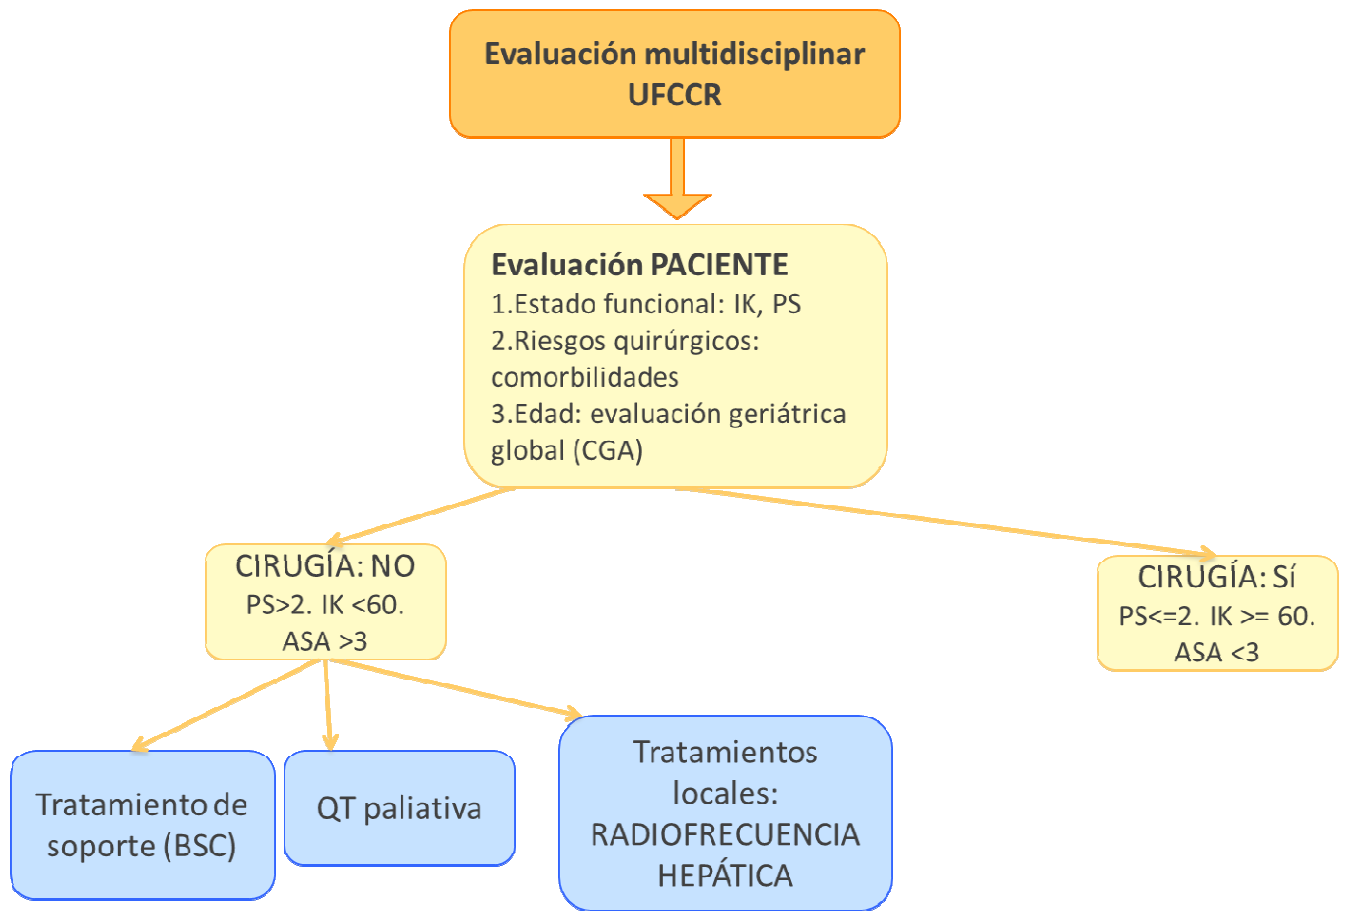 Evaluación multidisciplinar
UFCCR
Evaluación PACIENTE
1.Estado funcional: IK, PS
2.Riesgos quirúrgicos:
comorbilidades
3.Edad: evaluación geriátrica
global (CGA)
CIRUGÍA: NO
PS>2. IK <60.
ASA >3
CIRUGÍA: Sí
PS<=2. IK >= 60.
ASA <3
Tratamiento de
soporte (BSC)
QT paliativa
Tratamientos
locales:
RADIOFRECUENCIA
HEPÁTICA